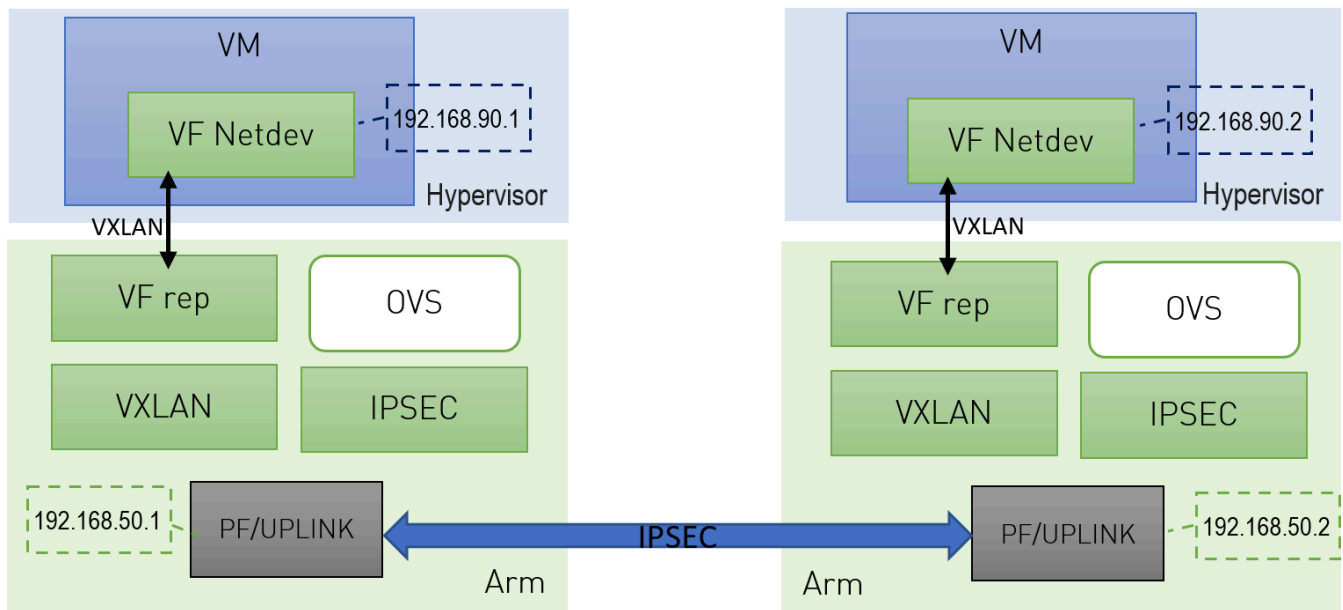 VM
VF Netdev
192.168.90.1
Hypervisor
VXLAN
VF rep
OVS
VXLAN
IPSEC
192.168.50.1
PF/UPLINK
Arm
IPSEC
VM
VF Netdev
192.168.90.2
Hypervisor
VXLAN
VF rep
OVS
VXLAN
IPSEC
PF/UPLINK
192.168.50.2
Arm